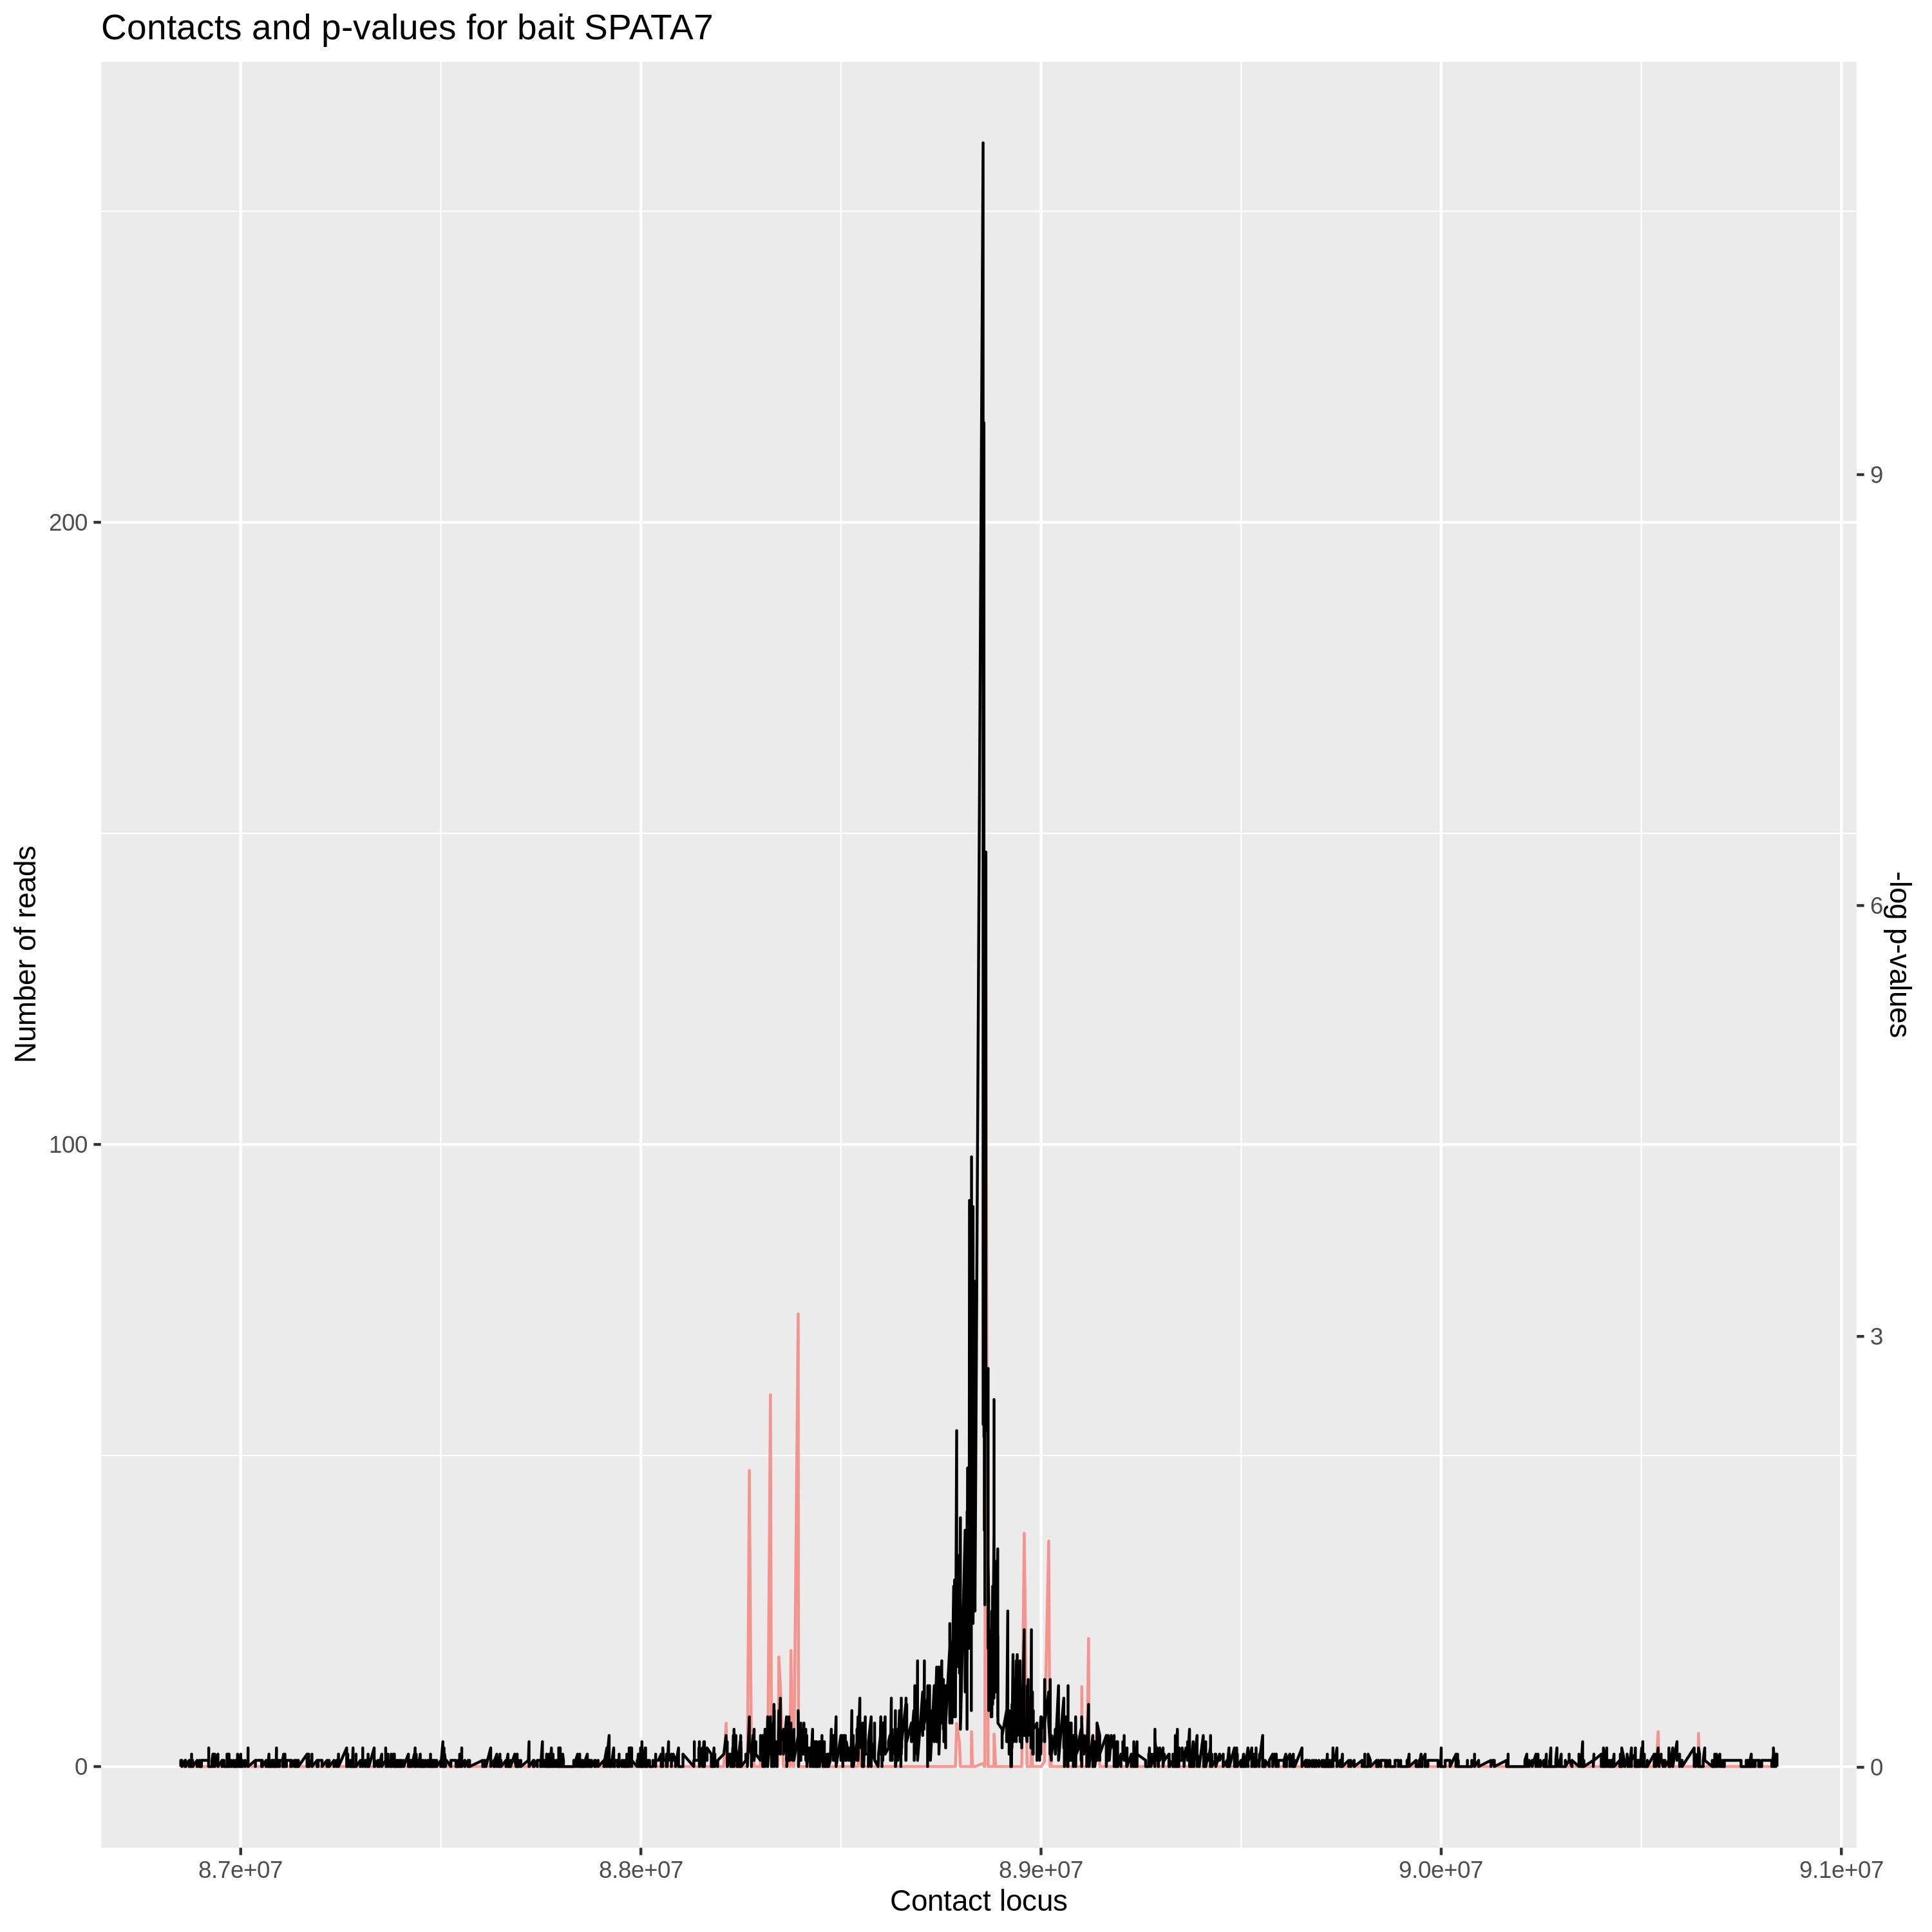 Contacts and p-values for bait SPATA7
Number of reads
200
100
0
9
6
3
0
-log p-values
8.7e+07 8.8e+07 8.9e+07 9.0e+07 9.1e+07
Contact locus